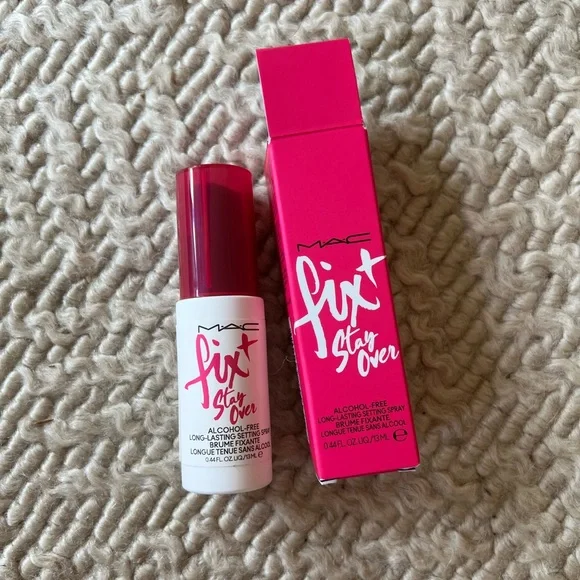 MAC
fix+
Stay
Over
ALCOHOL-FREE
LONG-LASTING SETTING SPRAY
BRUME FIXANTE
LONGUE TENUE SANS ALCOOL
0.44 FL.OZ.LIQ./13 ML
MAC
fix+
Stay
Over
ALCOHOL-FREE
LONG-LASTING SETTING SPRAY
BRUME FIXANTE
LONGUE TENUE SANS ALCOOL
0.44 FL.OZ.LIQ./13 ML ℮